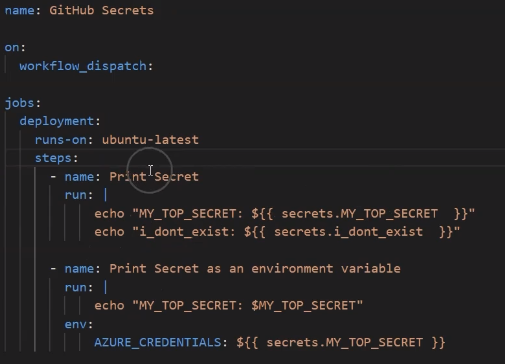 name: GitHub Secrets
on:
workflow_dispatch:
jobs:
deployment:
runs-on: ubuntu-latest
steps:
- name: Print Secret
run: |
echo "MY_TOP_SECRET: ${{ secrets.MY_TOP_SECRET  }}"
echo "i_dont_exist: ${{ secrets.i_dont_exist  }}"
- name: Print Secret as an environment variable
run: |
echo "MY_TOP_SECRET: $MY_TOP_SECRET"
env:
AZURE_CREDENTIALS: ${{ secrets.MY_TOP_SECRET }}